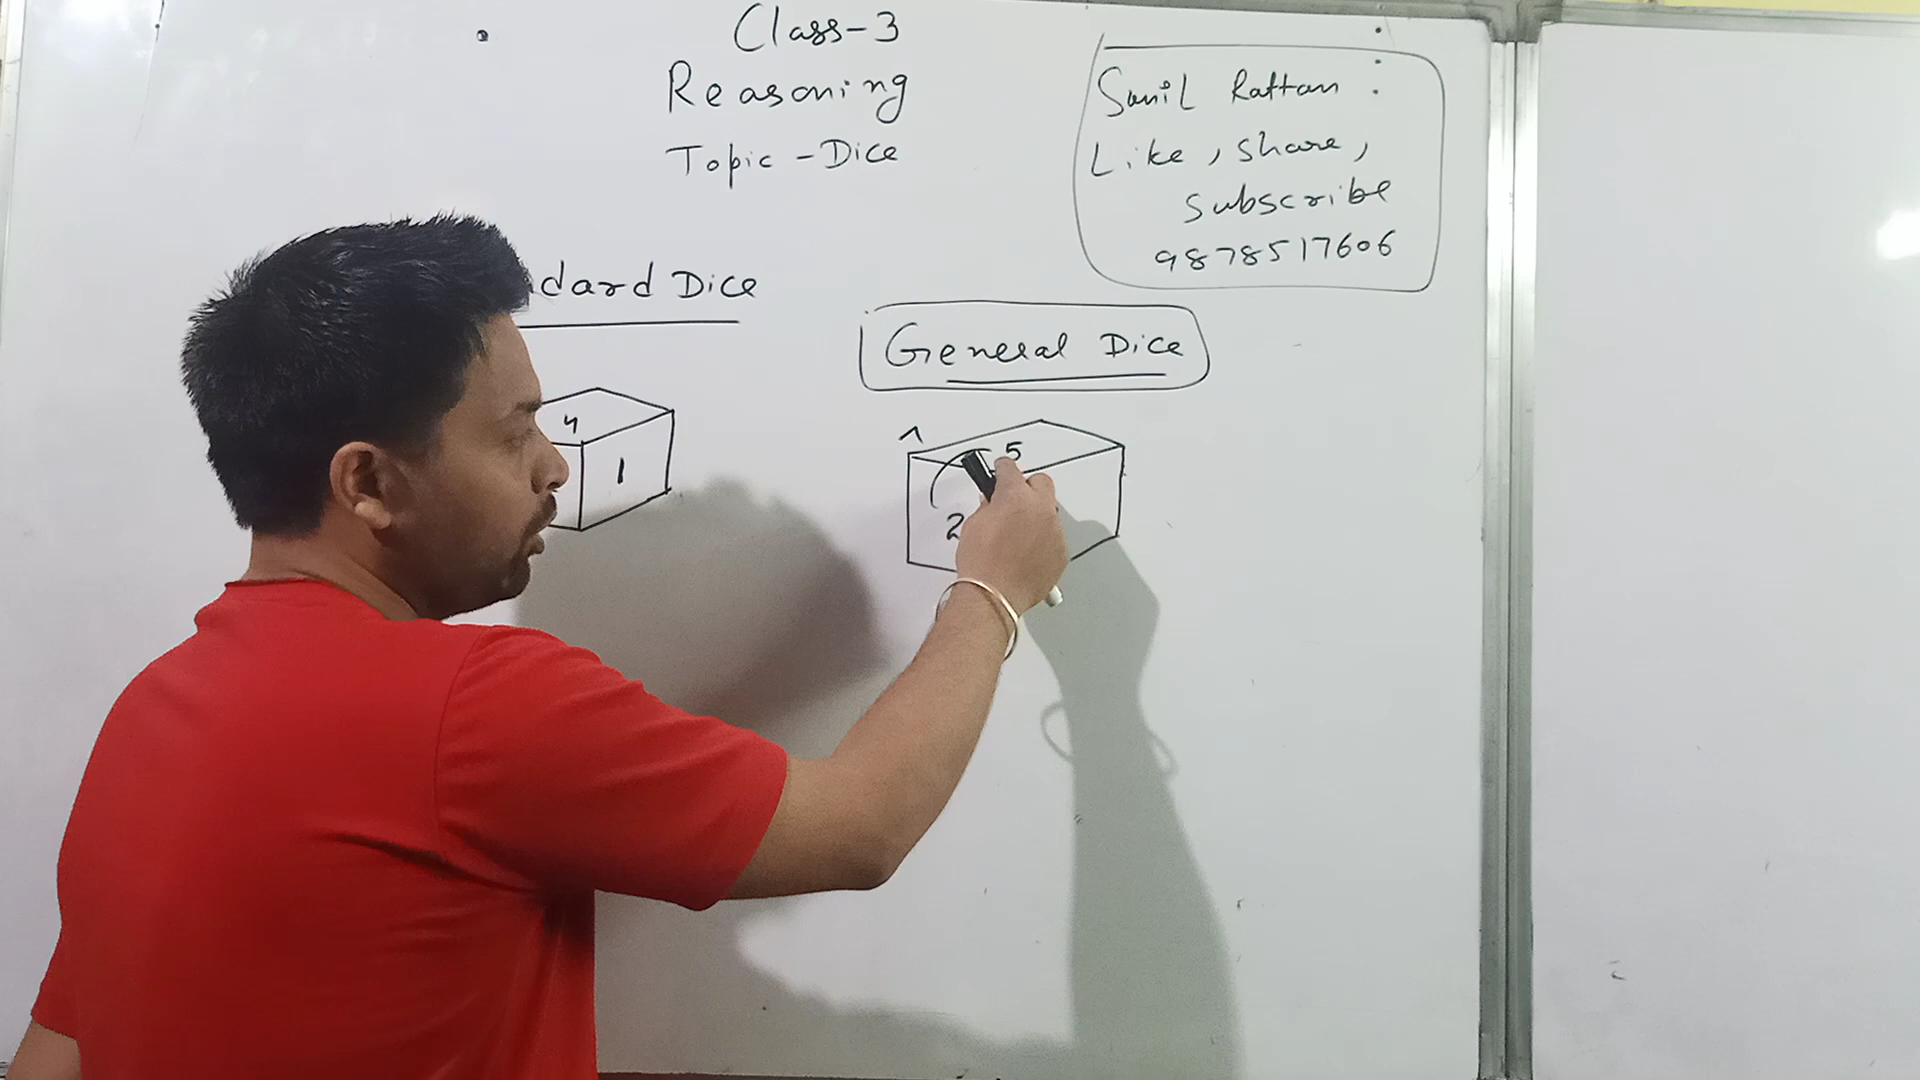 Class-3
Reasoning
Topic - Dice
Sunil Rattan :
Like, share,
subscribe
9878517606
dard Dice
General Dice
4
1
5
2